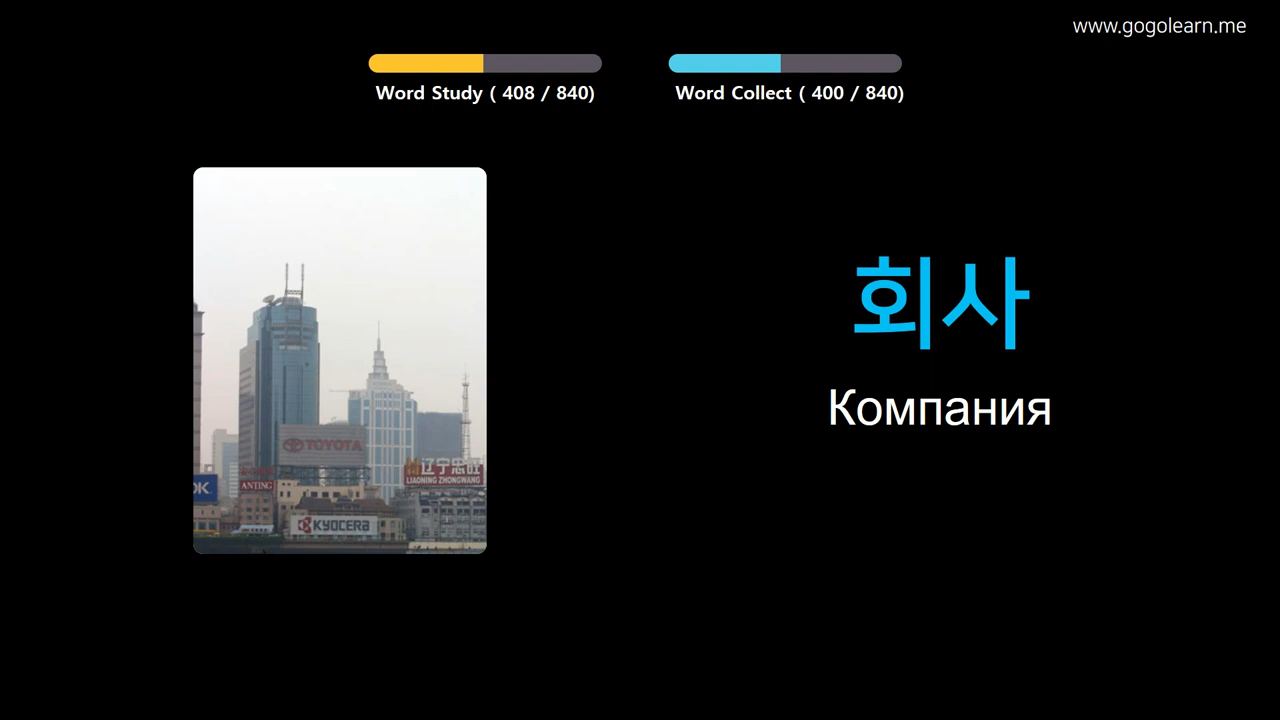 www.gogolearn.me
Word Study ( 408 / 840)
Word Collect ( 400 / 840)
회사
Компания
TOYOTA
辽宁忠旺
LIAONING ZHONGWANG
OK.
ANTING
KYOCERA